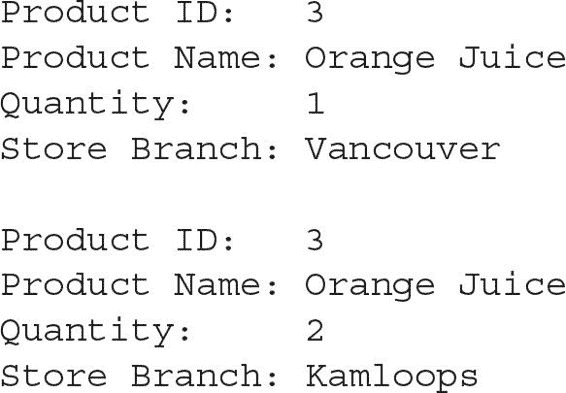 Product ID:   3
Product Name: Orange Juice
Quantity:     1
Store Branch: Vancouver

Product ID:   3
Product Name: Orange Juice
Quantity:     2
Store Branch: Kamloops